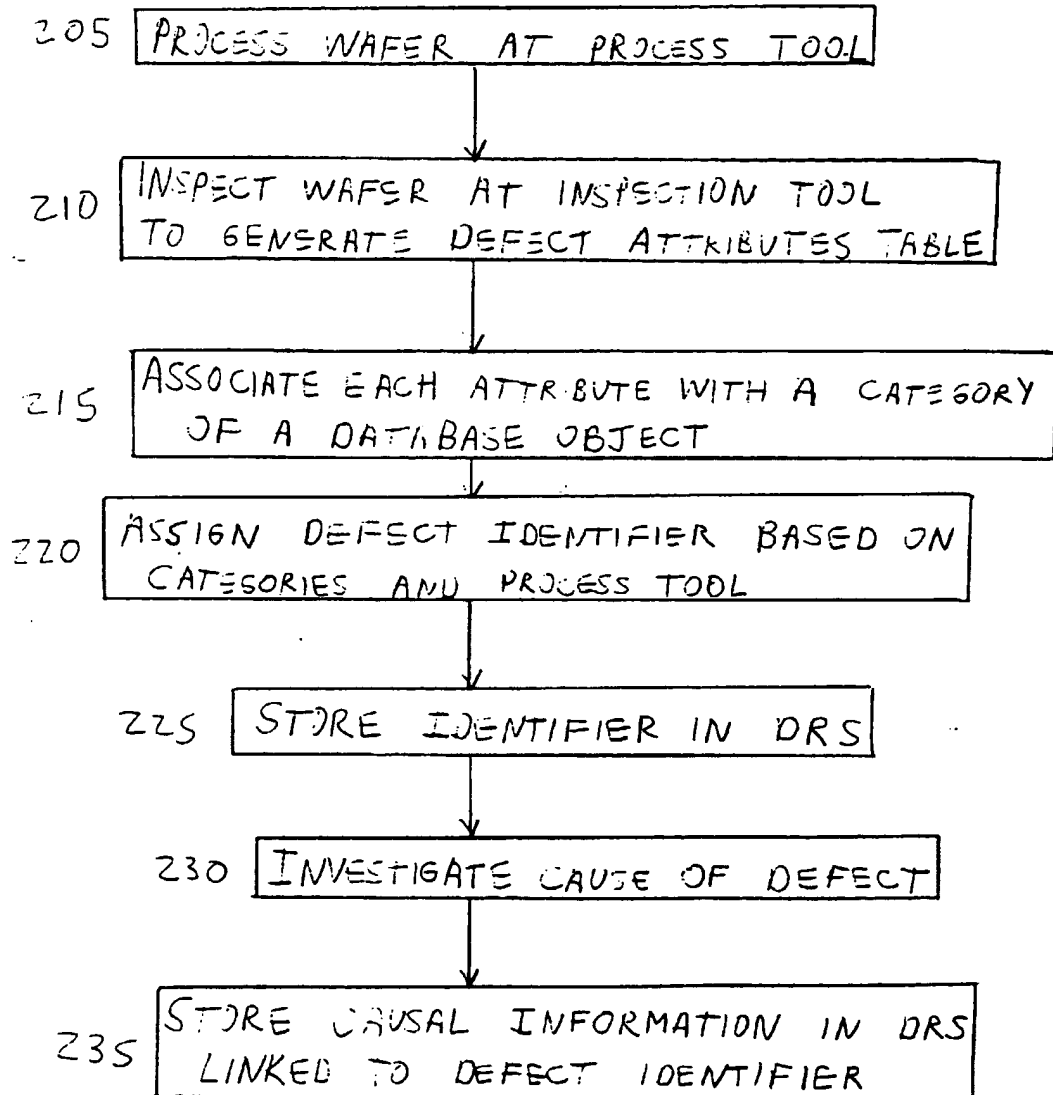 205 PROCESS WAFER AT PROCESS TOOL
210 INSPECT WAFER AT INSPECTION TOOL
TO GENERATE DEFECT ATTRIBUTES TABLE
215 ASSOCIATE EACH ATTRIBUTE WITH A CATEGORY
OF A DATABASE OBJECT
220 ASSIGN DEFECT IDENTIFIER BASED ON
CATEGORIES AND PROCESS TOOL
225 STORE IDENTIFIER IN DRS
230 INVESTIGATE CAUSE OF DEFECT
235 STORE CAUSAL INFORMATION IN DRS
LINKED TO DEFECT IDENTIFIER